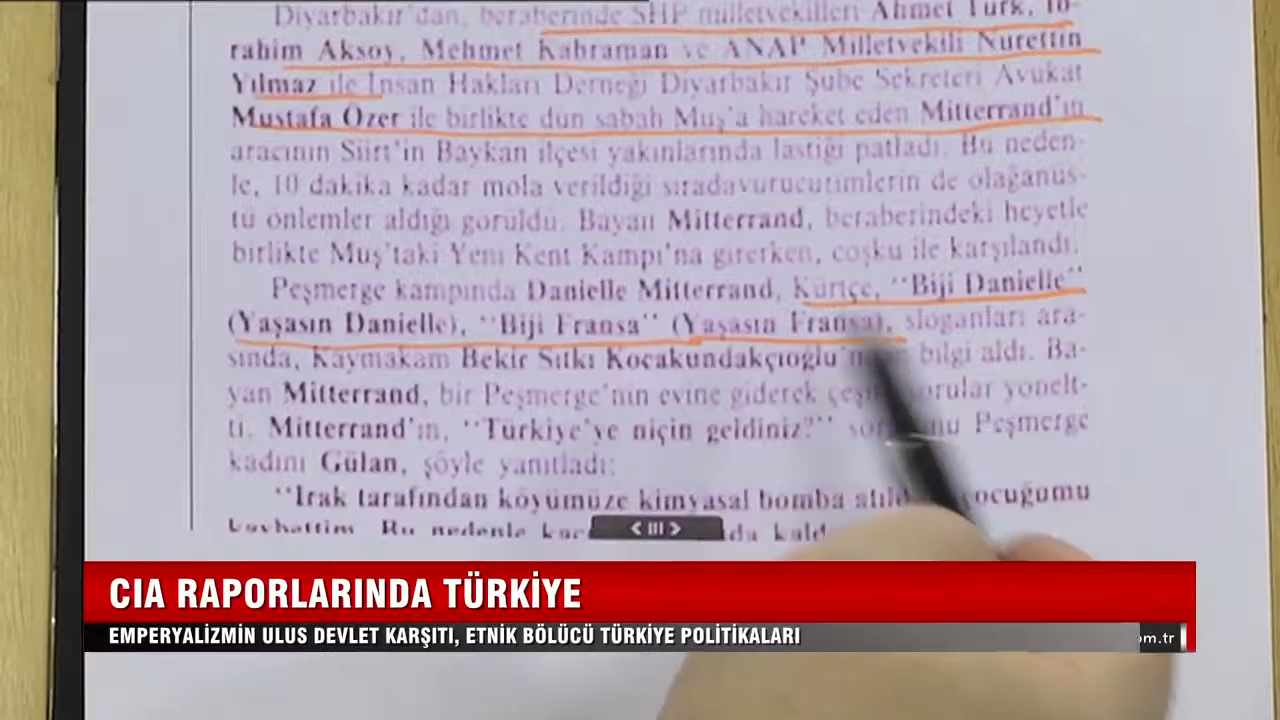 Diyarbakır'dan, beraberinde SHP milletvekilleri Ahmet Türk, İb-
rahim Aksoy, Mehmet Kahraman ve ANAP Milletvekili Nurettin
Yılmaz ile İnsan Hakları Derneği Diyarbakır Şube Sekreteri Avukat
Mustafa Özer ile birlikte dün sabah Muş'a hareket eden Mitterrand'ın
aracının Siirt'in Baykan ilçesi yakınlarında lastiği patladı. Bu neden-
le, 10 dakika kadar mola verildiği sırada de olağanüs-
tü önlemler aldığı görüldü. Bayan Mitterrand, beraberindeki heyetle
birlikte Muş'taki Yeni Kent Kampı'na girerken, coşku ile karşılandı.
Peşmerge kampında Danielle Mitterrand, Kürtçe, "Biji Danielle"
(Yaşasın Danielle), "Biji Fransa" (Yaşasın Fransa), sloganları ara-
sında, Kaymakam Bekir Sıtkı Kocakundakçıoğlu'ndan bilgi aldı. Ba-
yan Mitterrand, bir Peşmerge'nin evine giderek sorular yönelt-
ti. Mitterrand'ın, "Türkiye'ye niçin geldiniz?" Peşmerge
kadını Gülan, şöyle yanıtladı:
"Irak tarafından köyümüze kimyasal bomba çocuğumu
kaybettim. Bu nedenle
CIA RAPORLARINDA TÜRKİYE
EMPERYALİZMİN ULUS DEVLET KARŞITI, ETNİK BÖLÜCÜ TÜRKİYE POLİTİKALARI
om.tr